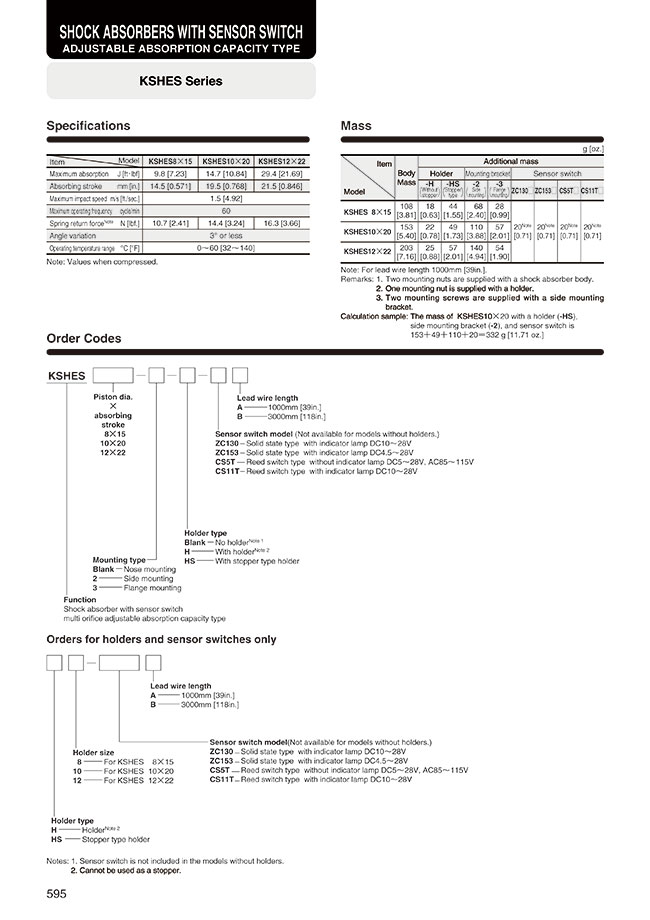 SHOCK ABSORBERS WITH SENSOR SWITCH
ADJUSTABLE ABSORPTION CAPACITY TYPE
KSHES Series
Specifications
Item Model KSHES8×15 KSHES10×20 KSHES12×22
Maximum absorption J [ft·lbf] 9.8 [7.23] 14.7 [10.84] 29.4 [21.69]
Absorbing stroke mm [in.] 14.5 [0.571] 19.5 [0.768] 21.5 [0.846]
Maximum impact speed m/s [ft./sec.] 1.5 [4.92]
Maximum operating frequency cycle/min 60
Spring return force Note N [lbf.] 10.7 [2.41] 14.4 [3.24] 16.3 [3.66]
Angle variation 3° or less
Operating temperature range °C [°F] 0～60 [32～140]
Note: Values when compressed.
Mass
g [oz.]
Item Additional mass
Body Mass Holder Mounting bracket Sensor switch
Model -H (Without stopper) -HS (Stopper type) -2 (Side mounting) -3 (Flange mounting) ZC130 ZC153 CS5T CS11T
KSHES 8×15 108 18 44 68 28
[3.81] [0.63] [1.55] [2.40] [0.99]
KSHES10×20 153 22 49 110 57 20Note 20Note 20Note 20Note
[5.40] [0.78] [1.73] [3.88] [2.01] [0.71] [0.71] [0.71] [0.71]
KSHES12×22 203 25 57 140 54
[7.16] [0.88] [2.01] [4.94] [1.90]
Note: For lead wire length 1000mm [39in.].
Remarks: 1. Two mounting nuts are supplied with a shock absorber body.
2. One mounting nut is supplied with a holder.
3. Two mounting screws are supplied with a side mounting
bracket.
Calculation sample: The mass of KSHES10×20 with a holder (-HS),
side mounting bracket (-2), and sensor switch is
153＋49＋110＋20＝332 g [11.71 oz.]
Order Codes
KSHES
Piston dia.
×
absorbing
stroke
8×15
10×20
12×22
Lead wire length
A 1000mm [39in.]
B 3000mm [118in.]
Sensor switch model (Not available for models without holders.)
ZC130 – Solid state type with indicator lamp DC10～28V
ZC153 – Solid state type with indicator lamp DC4.5～28V
CS5T — Reed switch type without indicator lamp DC5～28V, AC85～115V
CS11T – Reed switch type with indicator lamp DC10～28V
Holder type
Blank – No holder Note 1
H — With holder Note 2
HS — With stopper type holder
Mounting type
Blank – Nose mounting
2 — Side mounting
3 — Flange mounting
Function
Shock absorber with sensor switch
multi orifice adjustable absorption capacity type
Orders for holders and sensor switches only
Lead wire length
A 1000mm [39in.]
B 3000mm [118in.]
Sensor switch model(Not available for models without holders.)
ZC130 – Solid state type with indicator lamp DC10～28V
ZC153 – Solid state type with indicator lamp DC4.5～28V
CS5T — Reed switch type without indicator lamp DC5～28V, AC85～115V
CS11T – Reed switch type with indicator lamp DC10～28V
Holder size
8 — For KSHES 8×15
10 — For KSHES 10×20
12 — For KSHES 12×22
Holder type
H — Holder Note 2
HS — Stopper type holder
Notes: 1. Sensor switch is not included in the models without holders.
2. Cannot be used as a stopper.
595